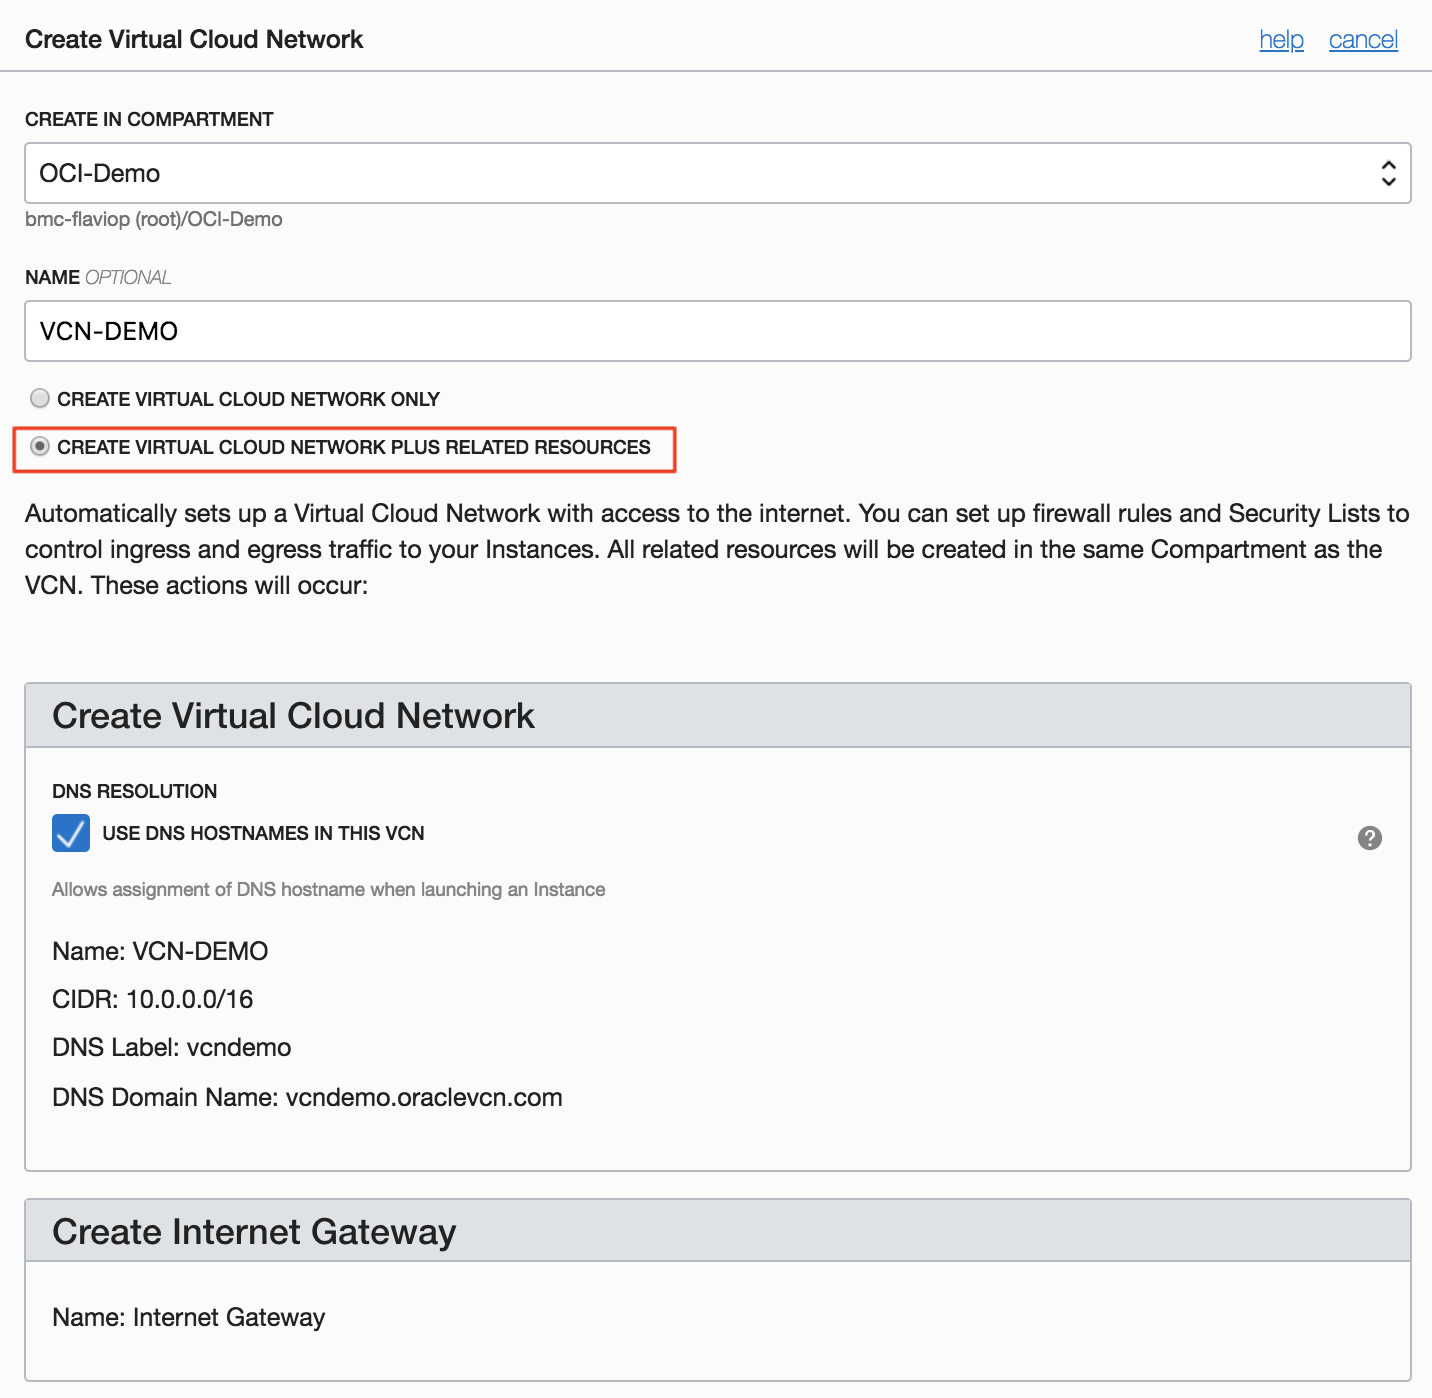 Create Virtual Cloud Network
help cancel
CREATE IN COMPARTMENT
OCI-Demo
bmc-flaviop (root)/OCI-Demo
NAME OPTIONAL
VCN-DEMO
CREATE VIRTUAL CLOUD NETWORK ONLY
CREATE VIRTUAL CLOUD NETWORK PLUS RELATED RESOURCES
Automatically sets up a Virtual Cloud Network with access to the internet. You can set up firewall rules and Security Lists to
control ingress and egress traffic to your Instances. All related resources will be created in the same Compartment as the
VCN. These actions will occur:
Create Virtual Cloud Network
DNS RESOLUTION
USE DNS HOSTNAMES IN THIS VCN
?
Allows assignment of DNS hostname when launching an Instance
Name: VCN-DEMO
CIDR: 10.0.0.0/16
DNS Label: vcndemo
DNS Domain Name: vcndemo.oraclevcn.com
Create Internet Gateway
Name: Internet Gateway